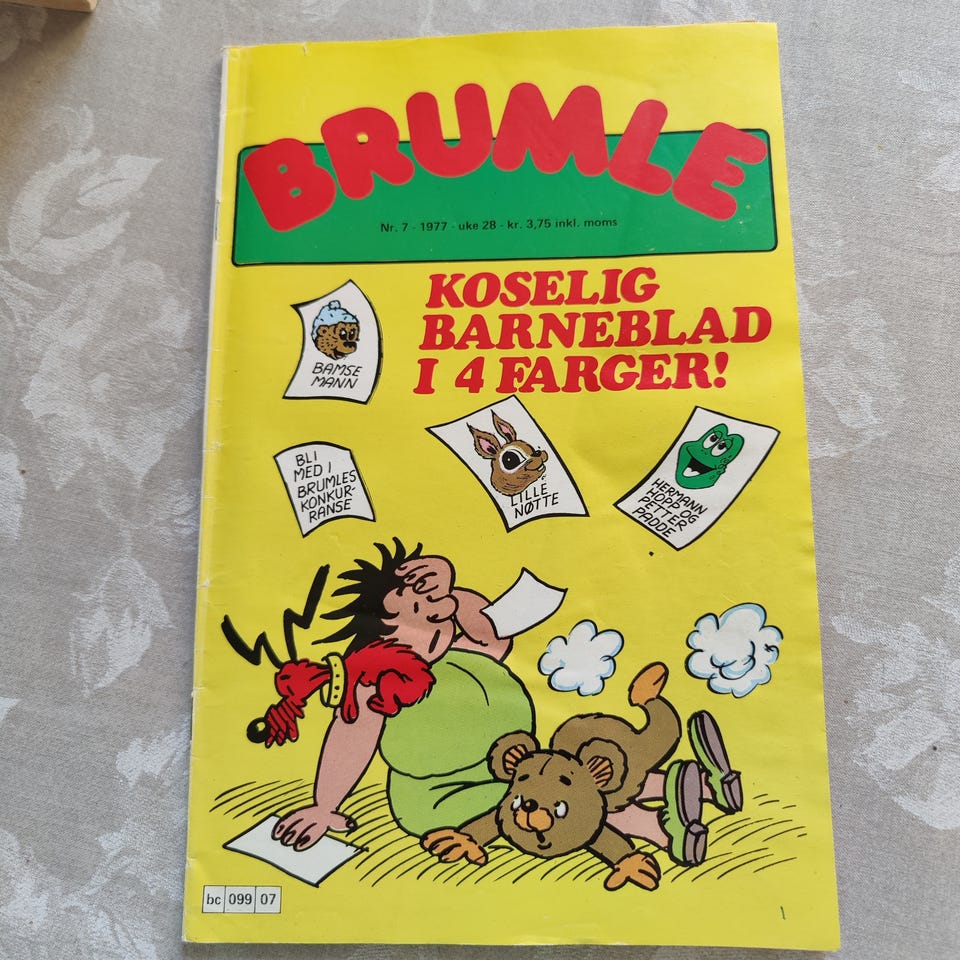 BRUMLE
Nr. 7 · 1977 · uke 28 · kr. 3,75 inkl. moms
KOSELIG
BARNEBLAD
I 4 FARGER!
BAMSE
MANN
BLI
MED I
BRUMLES
KONKUR-
RANSE
LILLE
NØTTE
HERMANN
HOPP OG
PETTER
PADDE
bc 099 07